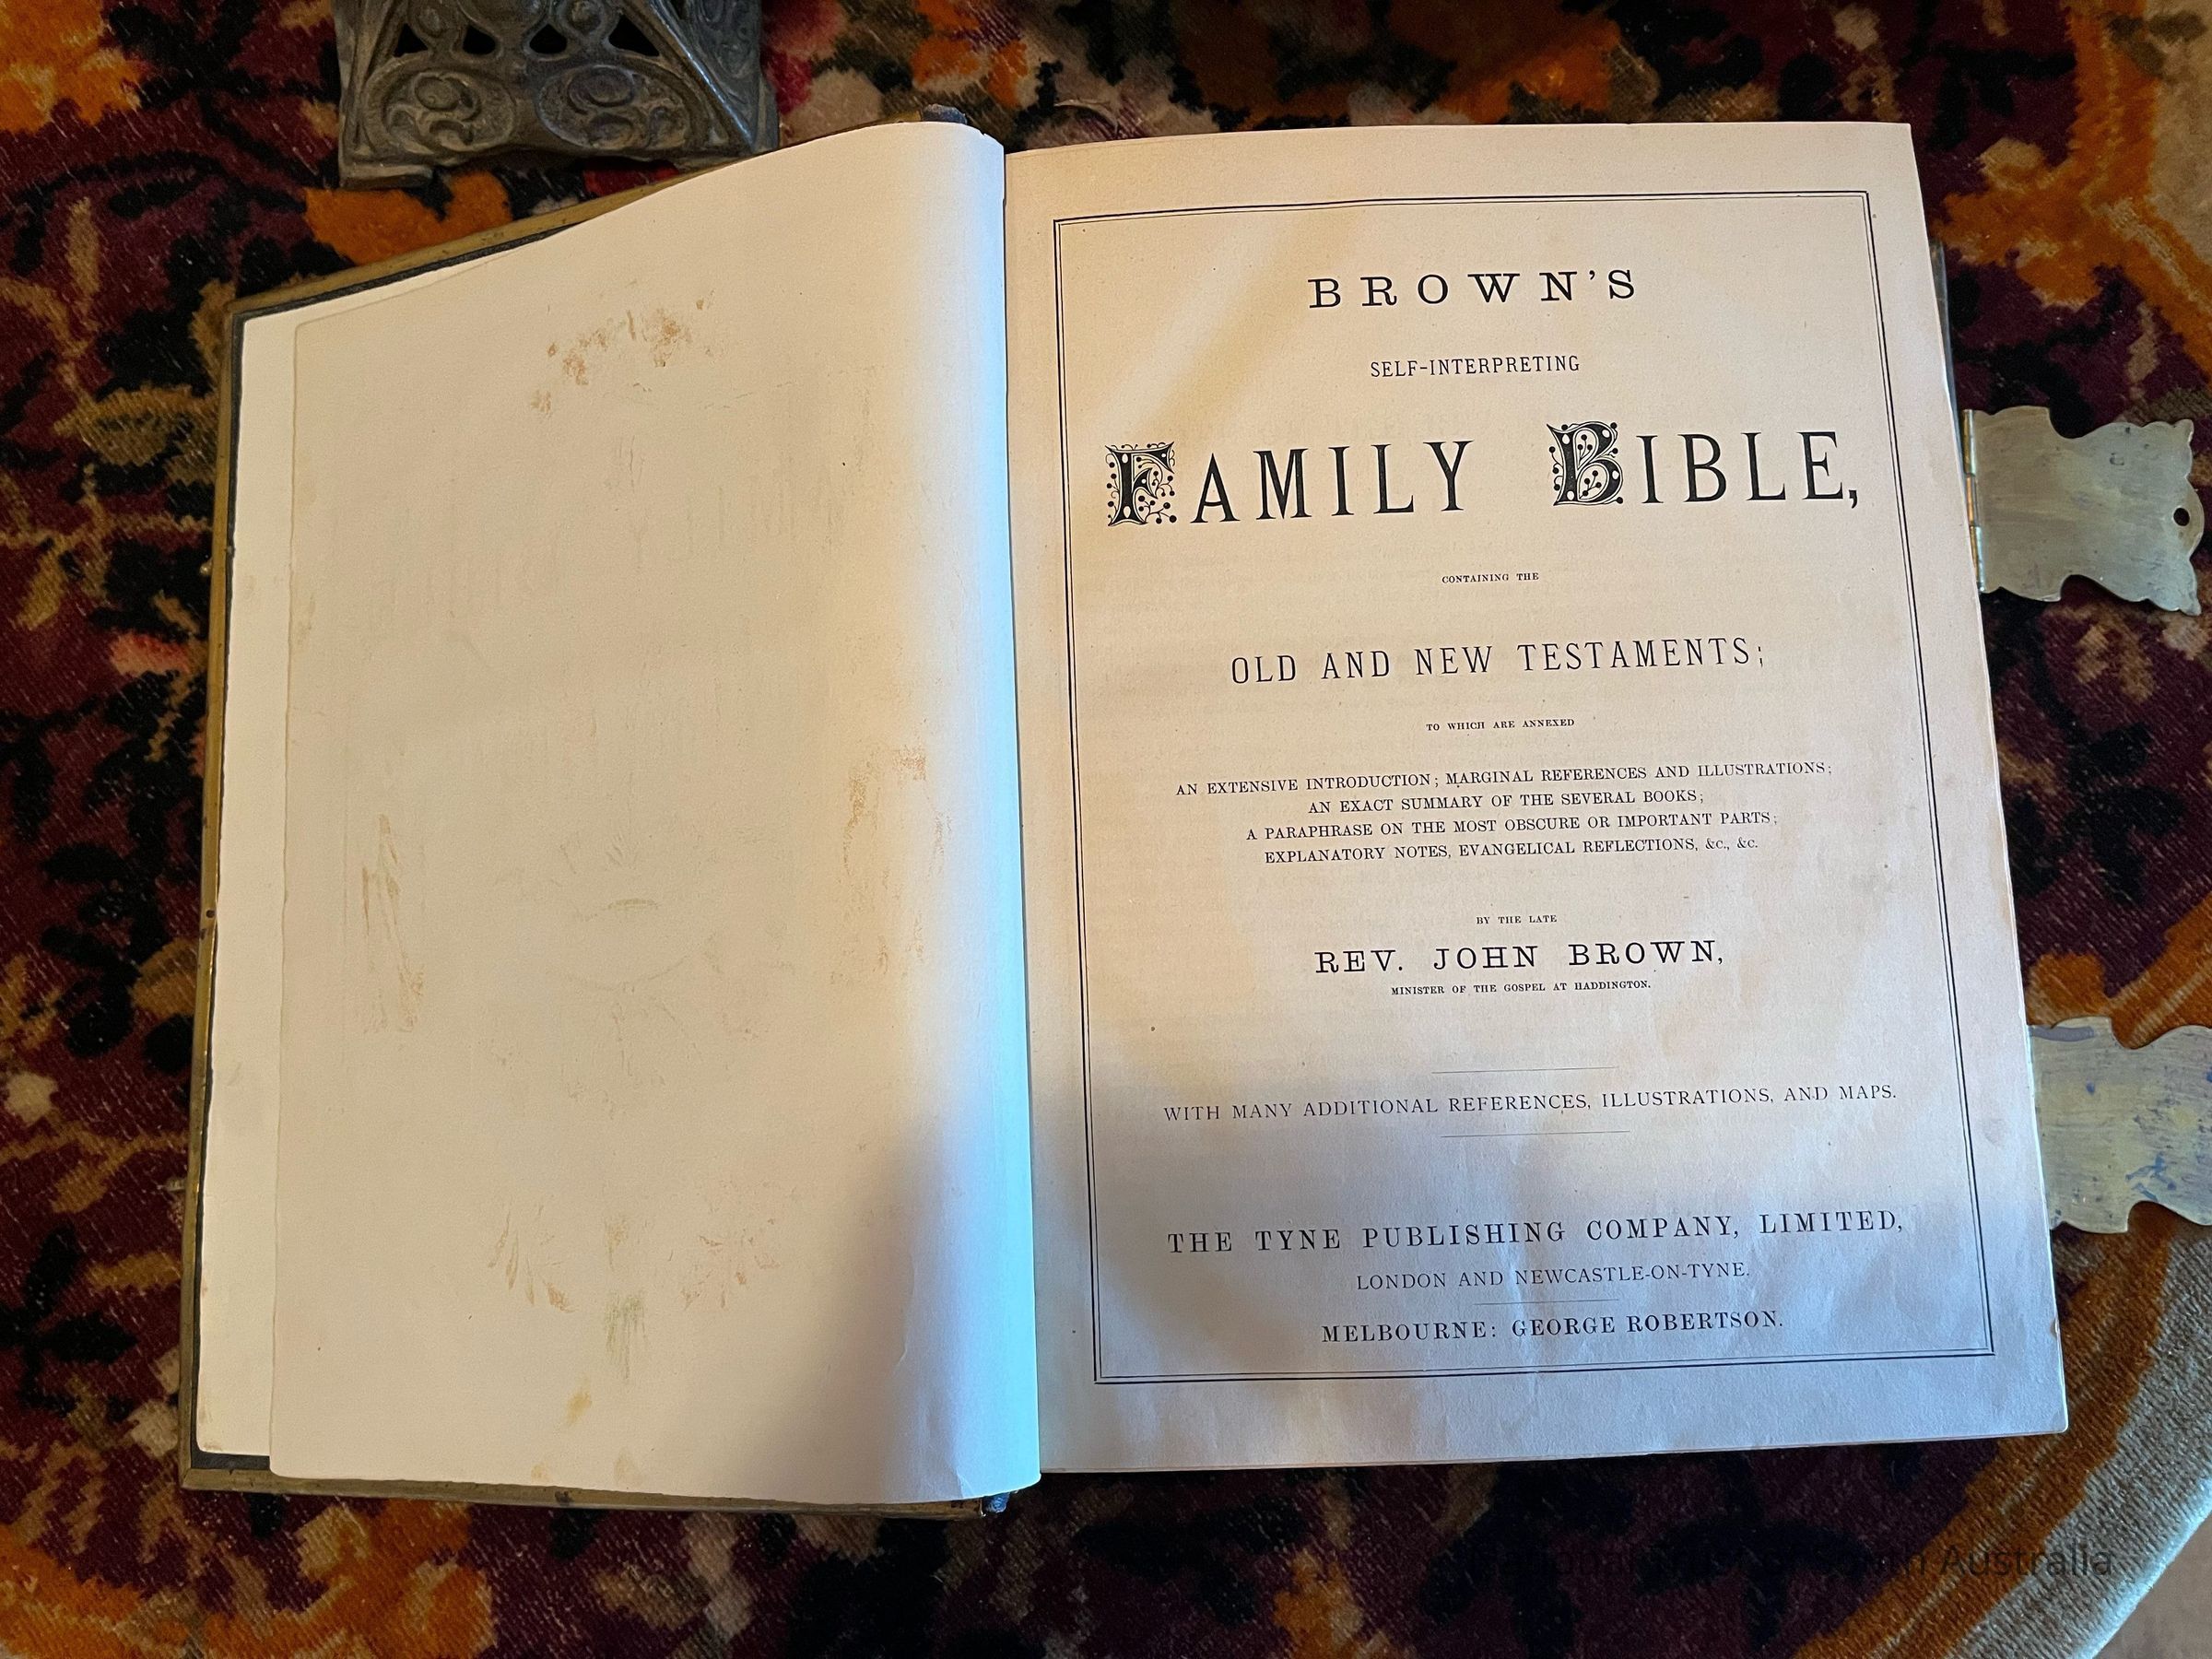 BROWN'S
SELF-INTERPRETING
FAMILY BIBLE,
CONTAINING THE
OLD AND NEW TESTAMENTS;
TO WHICH ARE ANNEXED
AN EXTENSIVE INTRODUCTION; MARGINAL REFERENCES AND ILLUSTRATIONS;
AN EXACT SUMMARY OF THE SEVERAL BOOKS;
A PARAPHRASE ON THE MOST OBSCURE OR IMPORTANT PARTS;
EXPLANATORY NOTES, EVANGELICAL REFLECTIONS, &c., &c.
BY THE LATE
REV. JOHN BROWN,
MINISTER OF THE GOSPEL AT HADDINGTON.
WITH MANY ADDITIONAL REFERENCES, ILLUSTRATIONS, AND MAPS.
THE TYNE PUBLISHING COMPANY, LIMITED,
LONDON AND NEWCASTLE-ON-TYNE.
MELBOURNE: GEORGE ROBERTSON.
South Australia